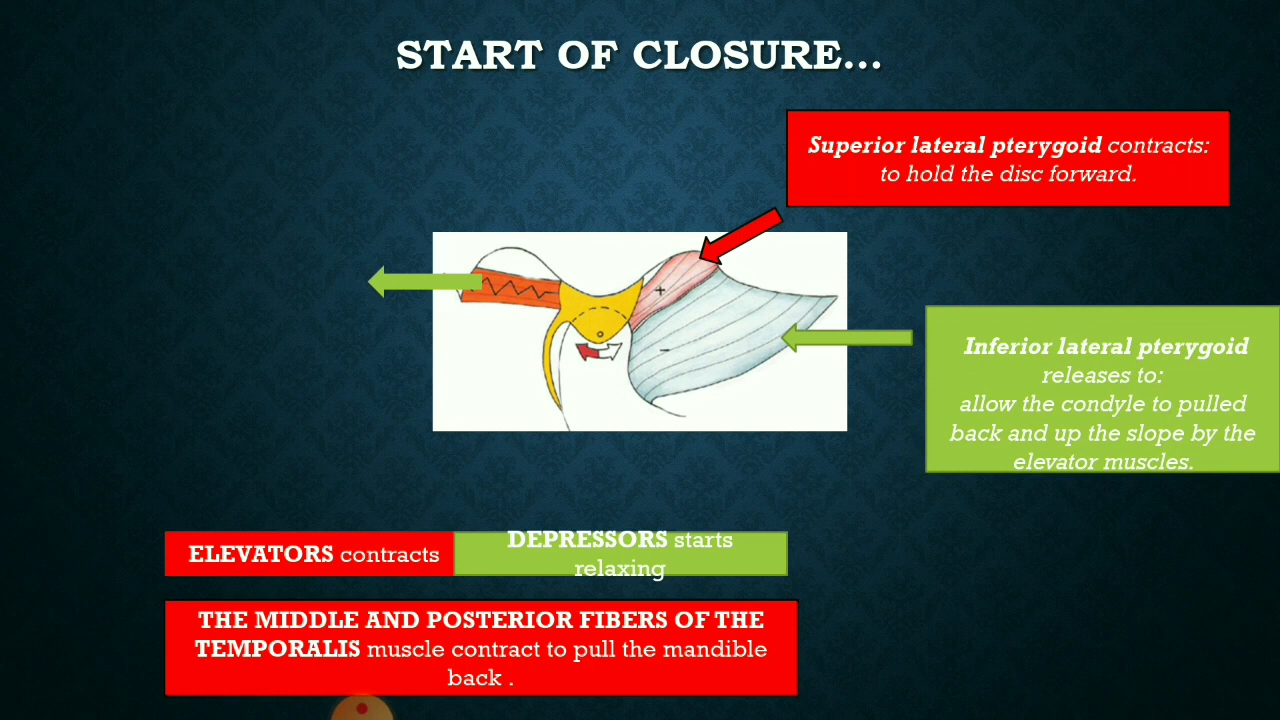 START OF CLOSURE...
Superior lateral pterygoid contracts:
to hold the disc forward.
+
−
Inferior lateral pterygoid
releases to:
allow the condyle to pulled
back and up the slope by the
elevator muscles.
ELEVATORS contracts
DEPRESSORS starts
relaxing
THE MIDDLE AND POSTERIOR FIBERS OF THE
TEMPORALIS muscle contract to pull the mandible
back .